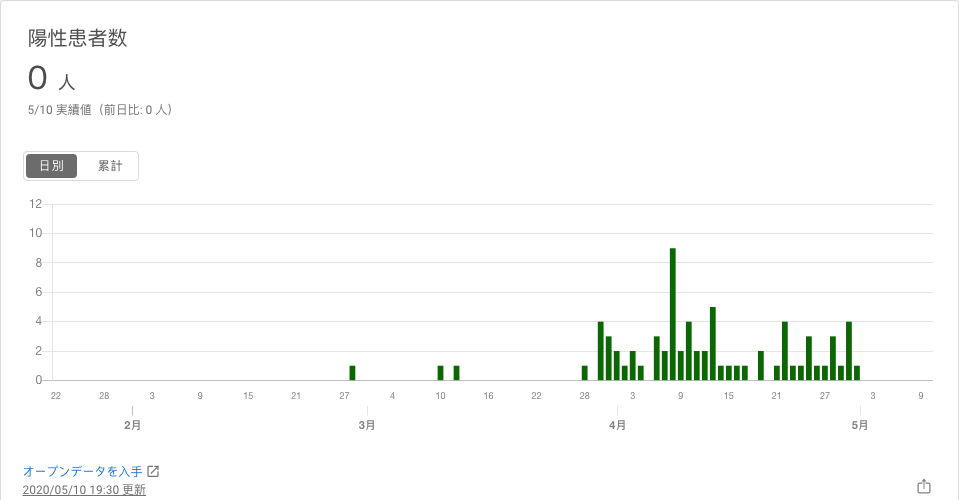 陽性患者数
0 人
5/10 実績値（前日比: 0 人）
日別 累計
12
10
8
6
4
2
0
22 28 3 9 15 21 27 4 10 16 22 28 3 9 15 21 27 3 9
2月 3月 4月 5月
オープンデータを入手
2020/05/10 19:30 更新